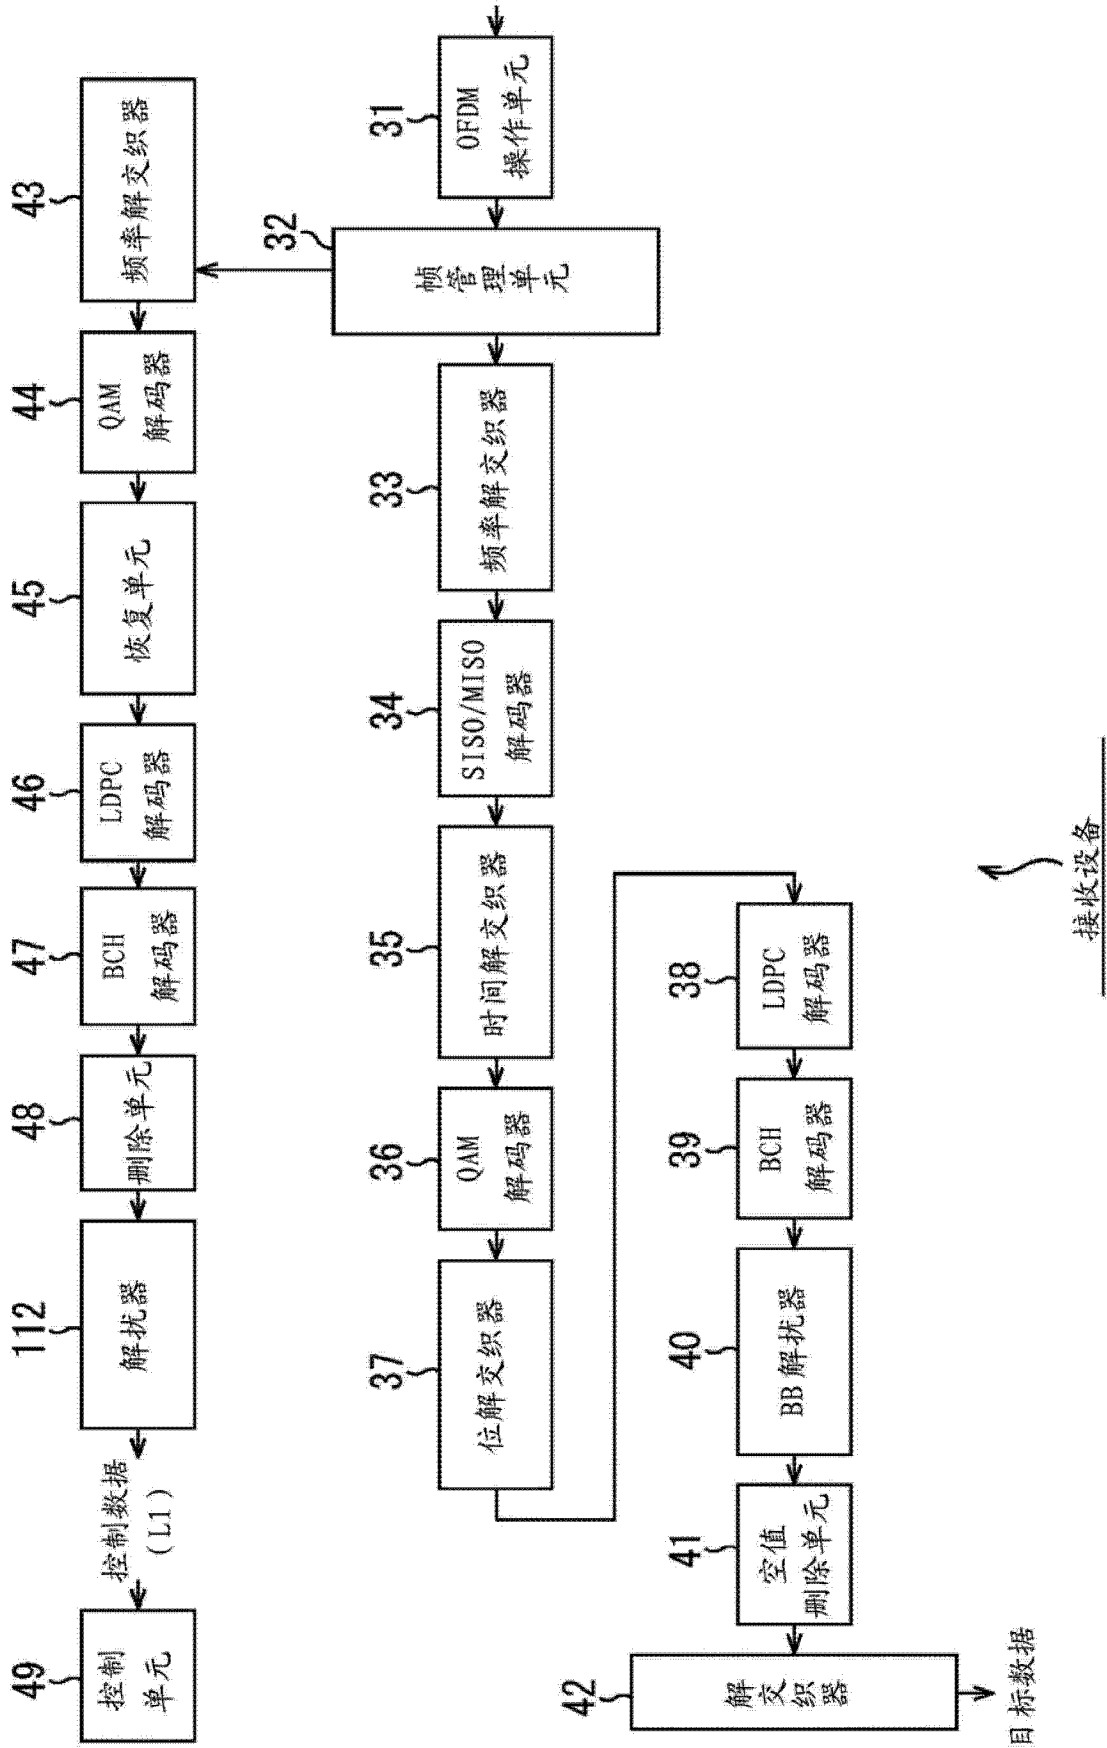 31
OFDM
操作单元
32
帧管理单元
33
频率解交织器
34
SISO/MISO
解码器
35
时间解交织器
36
QAM
解码器
37
位解交织器
38
LDPC
解码器
39
BCH
解码器
40
BB 解扰器
41
空值
删除单元
42
解交织器
目标数据
43
频率解交织器
44
QAM
解码器
45
恢复单元
46
LDPC
解码器
47
BCH
解码器
48
删除单元
112
解扰器
控制数据
(L1)
49
控制
单元
接收设备